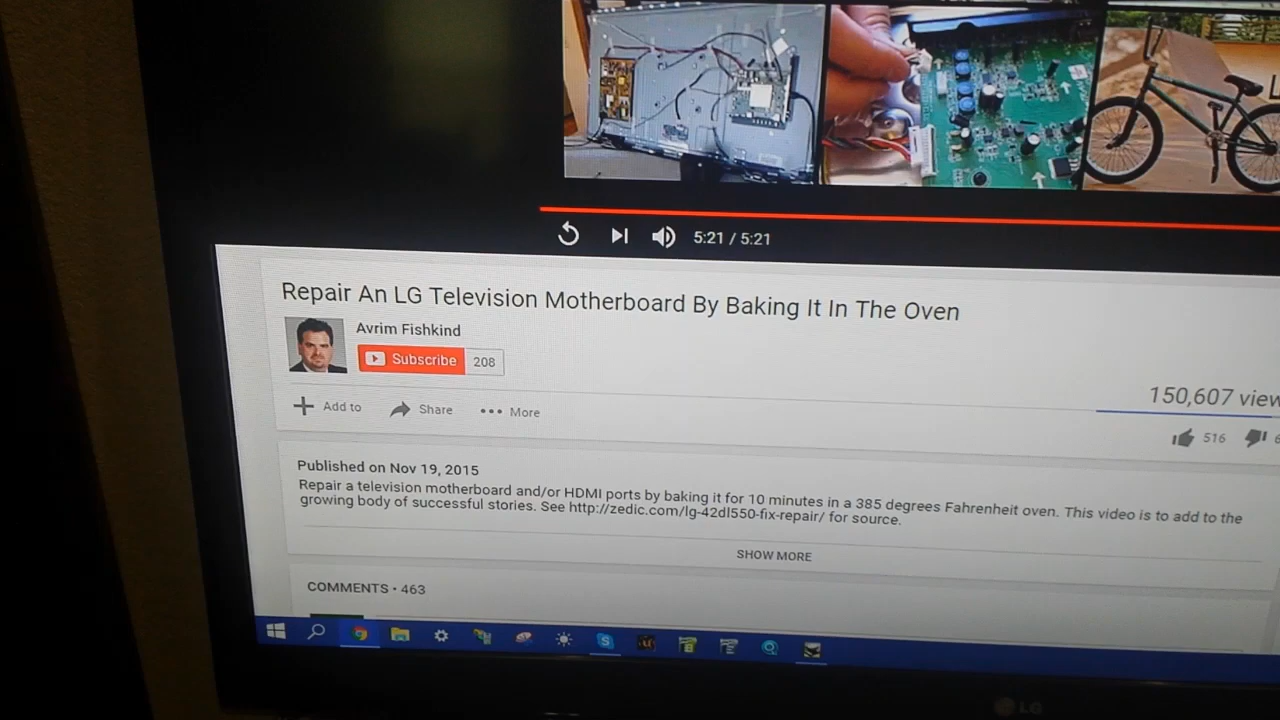 5:21 / 5:21
Repair An LG Television Motherboard By Baking It In The Oven
Avrim Fishkind
Subscribe 208
Add to Share More
150,607 view
516
Published on Nov 19, 2015
Repair a television motherboard and/or HDMI ports by baking it for 10 minutes in a 385 degrees Fahrenheit oven. This video is to add to the
growing body of successful stories. See http://zedic.com/lg-42dl550-fix-repair/ for source.
SHOW MORE
COMMENTS • 463
LG